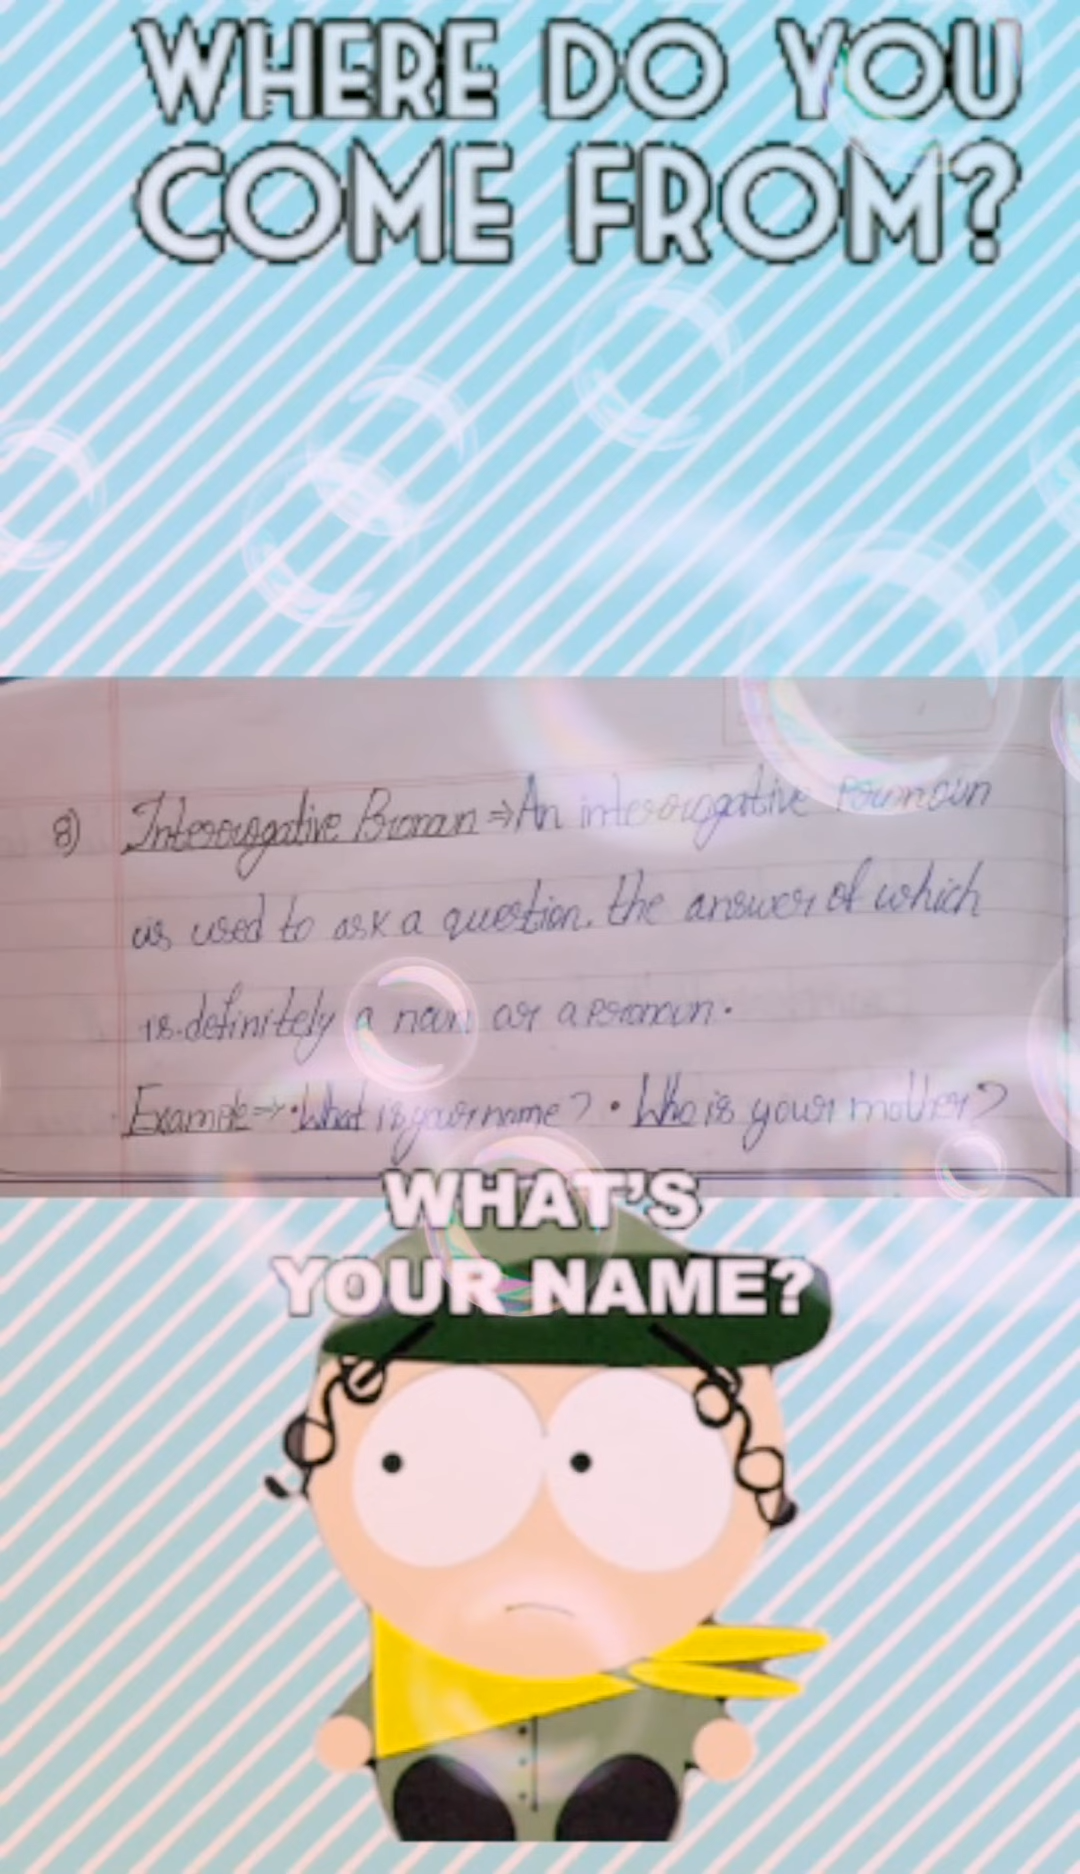 WHERE DO YOU
COME FROM?
8) Interrogative Pronoun ⇒ An interrogative Pournoun
is used to ask a question. the answer of which
is definitely a noun or a pronoun.
Example ⇒ • What is your name? • Who is your mother?
WHAT'S
YOUR NAME?